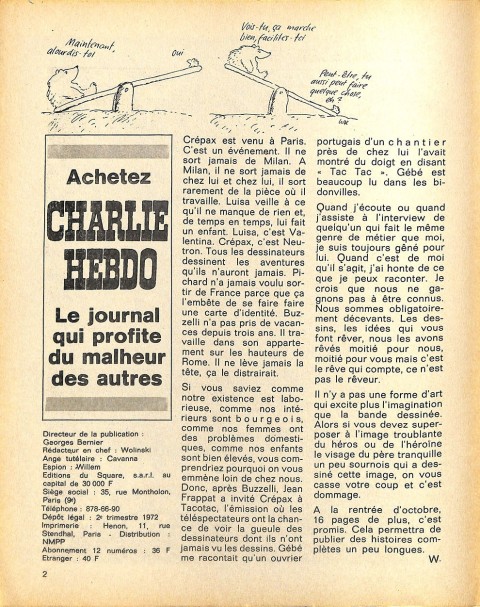 Maintenant,
alourdis-toi
Oui
Vois-tu, ça marche
bien, facilites-toi
Peut-être, tu
aussi peut faire
quelque chose,
eh ?
Achetez
CHARLIE
HEBDO
Le journal
qui profite
du malheur
des autres
Directeur de la publication :
Georges Bernier
Rédacteur en chef : Wolinski
Ange tutélaire : Cavanna
Espion : Willem
Editions du Square, s.a.r.l. au
capital de 30 000 F
Siège social : 35, rue Montholon,
Paris (9e)
Téléphone : 878-66-90
Dépôt légal : 2e trimestre 1972
Imprimerie : Henon, 11, rue
Stendhal, Paris - Distribution :
NMPP
Abonnement 12 numéros : 36 F
Etranger : 40 F
2
Crépax est venu à Paris.
C'est un événement. Il ne
sort jamais de Milan. A
Milan, il ne sort jamais de
chez lui et chez lui, il sort
rarement de la pièce où il
travaille. Luisa veille à ce
qu'il ne manque de rien et,
de temps en temps, lui fait
un enfant. Luisa, c'est Va-
lentina. Crépax, c'est Neu-
tron. Tous les dessinateurs
dessinent les aventures
qu'ils n'auront jamais. Pi-
chard n'a jamais voulu sor-
tir de France parce que ça
l'embête de se faire faire
une carte d'identité. Buz-
zelli n'a pas pris de vacan-
ces depuis trois ans. Il tra-
vaille dans son apparte-
ment sur les hauteurs de
Rome. Il ne lève jamais la
tête, ça le distrairait.
Si vous saviez comme
notre existence est labo-
rieuse, comme nos inté-
rieurs sont bourgeois,
comme nos femmes ont
des problèmes domesti-
ques, comme nos enfants
sont bien élevés, vous com-
prendriez pourquoi on vous
emmène loin de chez nous.
Donc, après Buzzelli, Jean
Frappat a invité Crépax à
Tacotac, l'émission où les
téléspectateurs ont la chan-
ce de voir la gueule des
dessinateurs dont ils n'ont
jamais vu les dessins. Gébé
me racontait qu'un ouvrier
portugais d'un chantier
près de chez lui l'avait
montré du doigt en disant
« Tac Tac ». Gébé est
beaucoup lu dans les bi-
donvilles.
Quand j'écoute ou quand
j'assiste à l'interview de
quelqu'un qui fait le même
genre de métier que moi,
je suis toujours gêné pour
lui. Quand c'est de moi
qu'il s'agit, j'ai honte de ce
que je peux raconter. Je
crois que nous ne ga-
gnons pas à être connus.
Nous sommes obligatoire-
ment décevants. Les des-
sins, les idées qui vous
font rêver, nous les avons
rêvés moitié pour nous,
moitié pour vous mais c'est
le rêve qui compte, ce n'est
pas le rêveur.
Il n'y a pas une forme d'art
qui excite plus l'imagination
que la bande dessinée.
Alors si vous devez super-
poser à l'image troublante
du héros ou de l'héroïne
le visage du père tranquille
un peu sournois qui a des-
siné cette image, on vous
casse votre coup et c'est
dommage.
A la rentrée d'octobre,
16 pages de plus, c'est
promis. Cela permettra de
publier des histoires com-
plètes un peu longues.
W.